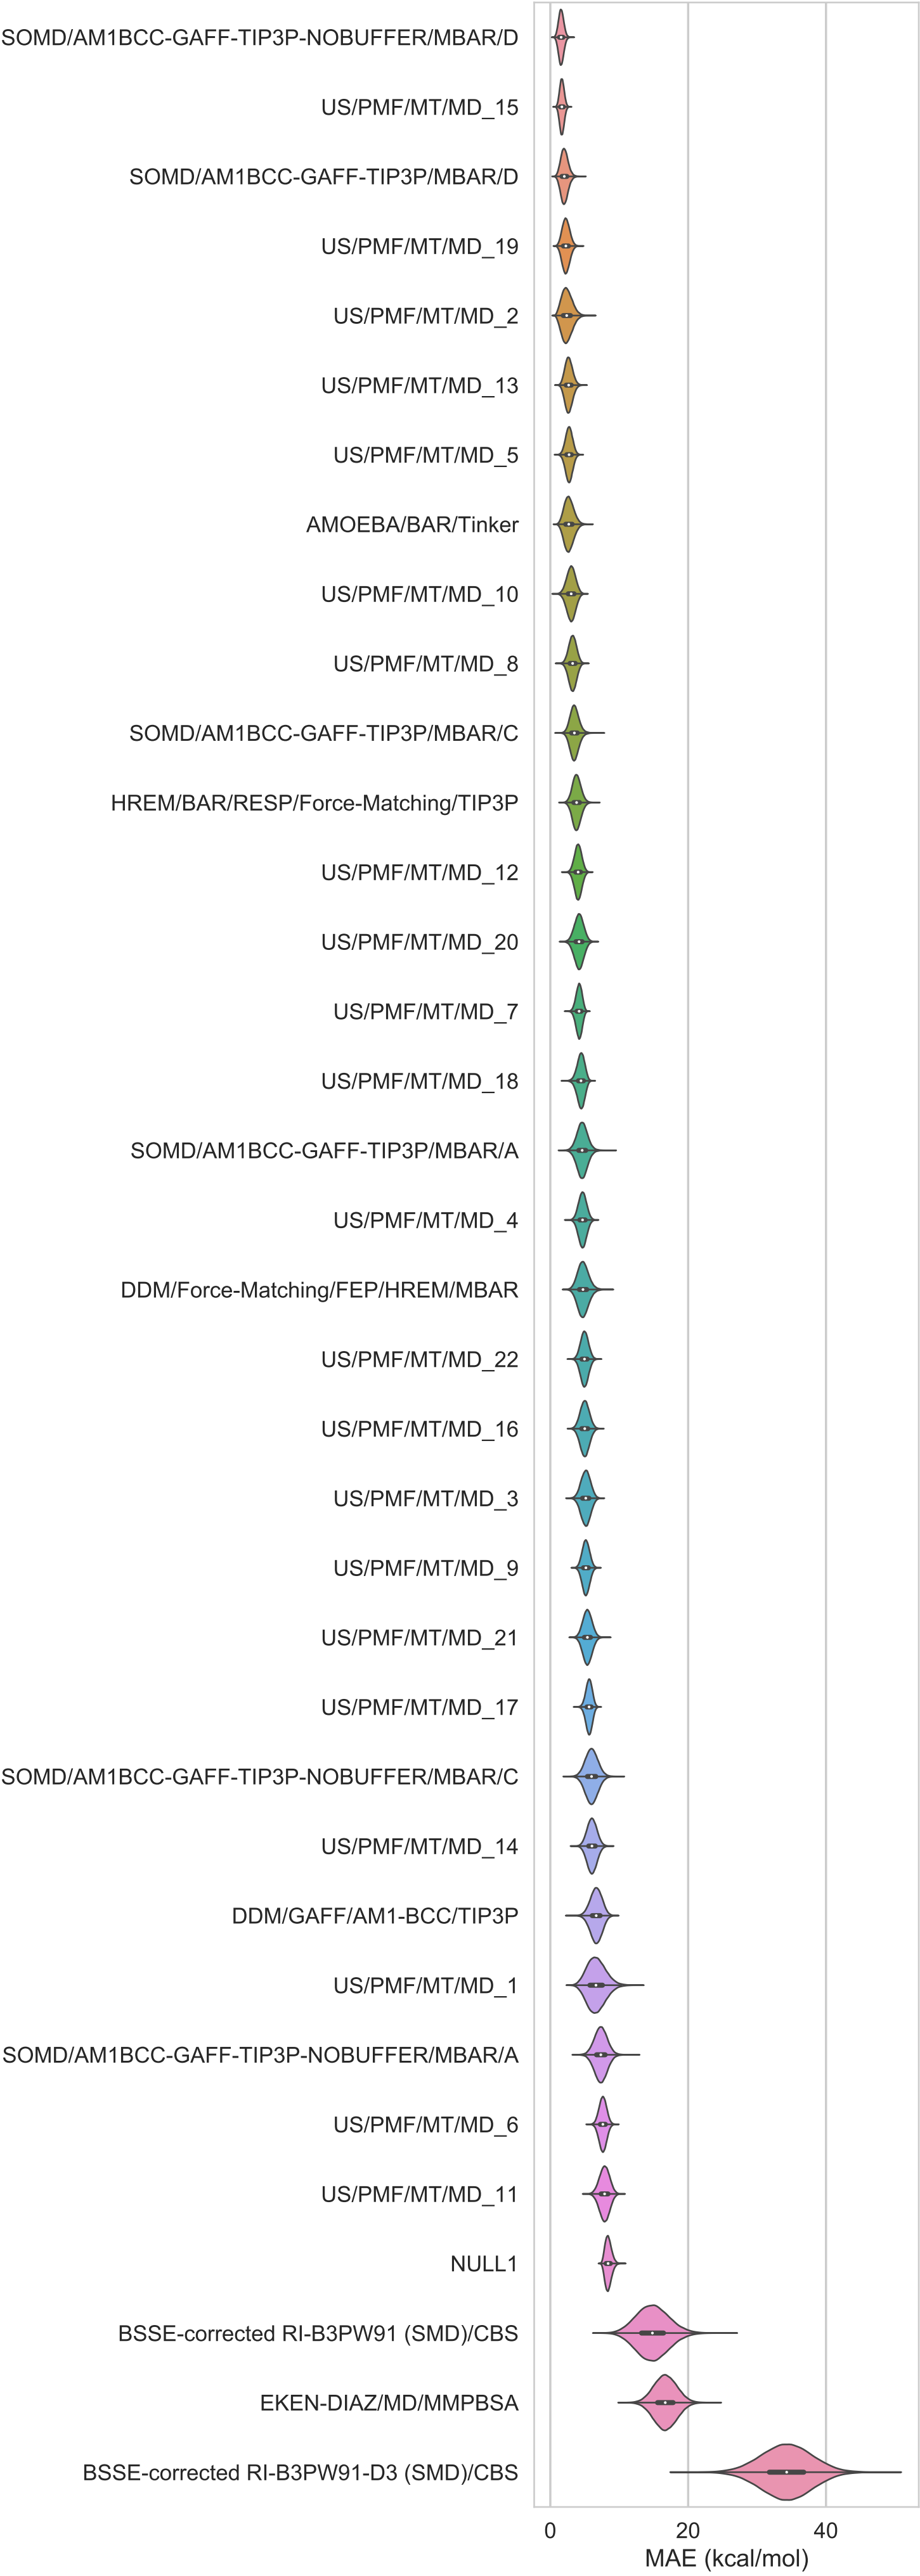 SOMD/AM1BCC-GAFF-TIP3P-NOBUFFER/MBAR/D
US/PMF/MT/MD_15
SOMD/AM1BCC-GAFF-TIP3P/MBAR/D
US/PMF/MT/MD_19
US/PMF/MT/MD_2
US/PMF/MT/MD_13
US/PMF/MT/MD_5
AMOEBA/BAR/Tinker
US/PMF/MT/MD_10
US/PMF/MT/MD_8
SOMD/AM1BCC-GAFF-TIP3P/MBAR/C
HREM/BAR/RESP/Force-Matching/TIP3P
US/PMF/MT/MD_12
US/PMF/MT/MD_20
US/PMF/MT/MD_7
US/PMF/MT/MD_18
SOMD/AM1BCC-GAFF-TIP3P/MBAR/A
US/PMF/MT/MD_4
DDM/Force-Matching/FEP/HREM/MBAR
US/PMF/MT/MD_22
US/PMF/MT/MD_16
US/PMF/MT/MD_3
US/PMF/MT/MD_9
US/PMF/MT/MD_21
US/PMF/MT/MD_17
SOMD/AM1BCC-GAFF-TIP3P-NOBUFFER/MBAR/C
US/PMF/MT/MD_14
DDM/GAFF/AM1-BCC/TIP3P
US/PMF/MT/MD_1
SOMD/AM1BCC-GAFF-TIP3P-NOBUFFER/MBAR/A
US/PMF/MT/MD_6
US/PMF/MT/MD_11
NULL1
BSSE-corrected RI-B3PW91 (SMD)/CBS
EKEN-DIAZ/MD/MMPBSA
BSSE-corrected RI-B3PW91-D3 (SMD)/CBS
0 20 40
MAE (kcal/mol)